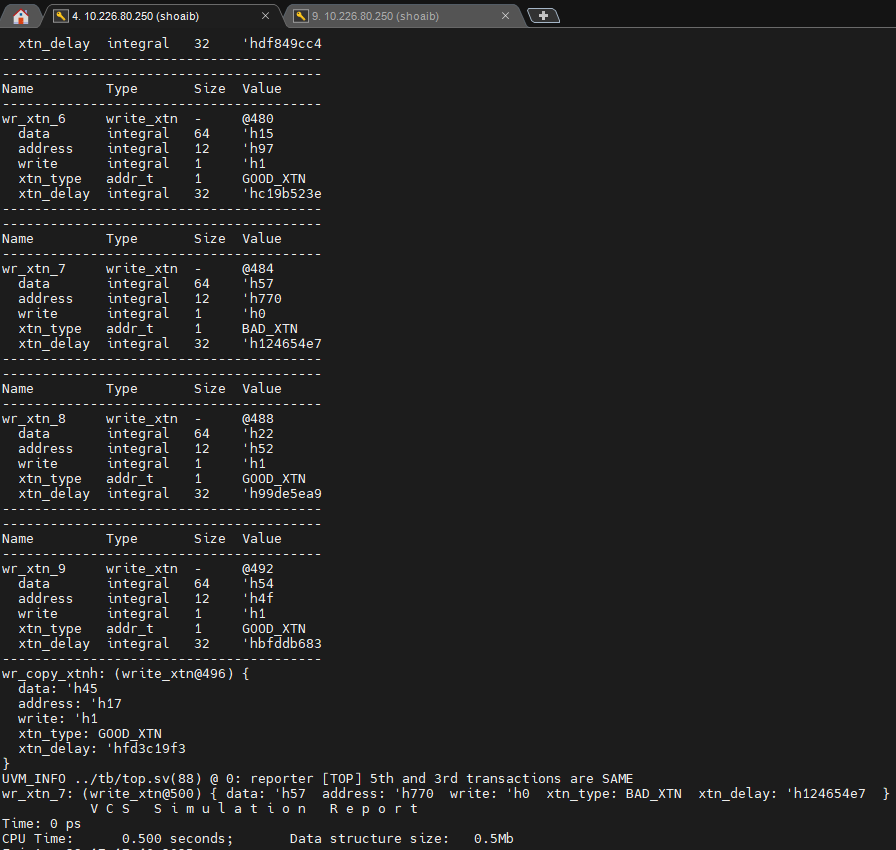 4. 10.226.80.250 (shoaib)
9. 10.226.80.250 (shoaib)
xtn_delay integral 32 'hdf849cc4
----------------------------------------
----------------------------------------
Name Type Size Value
----------------------------------------
wr_xtn_6 write_xtn - @480
data integral 64 'h15
address integral 12 'h97
write integral 1 'h1
xtn_type addr_t 1 GOOD_XTN
xtn_delay integral 32 'hc19b523e
----------------------------------------
----------------------------------------
Name Type Size Value
----------------------------------------
wr_xtn_7 write_xtn - @484
data integral 64 'h57
address integral 12 'h770
write integral 1 'h0
xtn_type addr_t 1 BAD_XTN
xtn_delay integral 32 'h124654e7
----------------------------------------
----------------------------------------
Name Type Size Value
----------------------------------------
wr_xtn_8 write_xtn - @488
data integral 64 'h22
address integral 12 'h52
write integral 1 'h1
xtn_type addr_t 1 GOOD_XTN
xtn_delay integral 32 'h99de5ea9
----------------------------------------
----------------------------------------
Name Type Size Value
----------------------------------------
wr_xtn_9 write_xtn - @492
data integral 64 'h54
address integral 12 'h4f
write integral 1 'h1
xtn_type addr_t 1 GOOD_XTN
xtn_delay integral 32 'hbfddb683
----------------------------------------
wr_copy_xtnh: (write_xtn@496) {
data: 'h45
address: 'h17
write: 'h1
xtn_type: GOOD_XTN
xtn_delay: 'hfd3c19f3
}
UVM_INFO ../tb/top.sv(88) @ 0: reporter [TOP] 5th and 3rd transactions are SAME
wr_xtn_7: (write_xtn@500) { data: 'h57 address: 'h770 write: 'h0 xtn_type: BAD_XTN xtn_delay: 'h124654e7 }
V C S S i m u l a t i o n R e p o r t
Time: 0 ps
CPU Time: 0.500 seconds; Data structure size: 0.5Mb